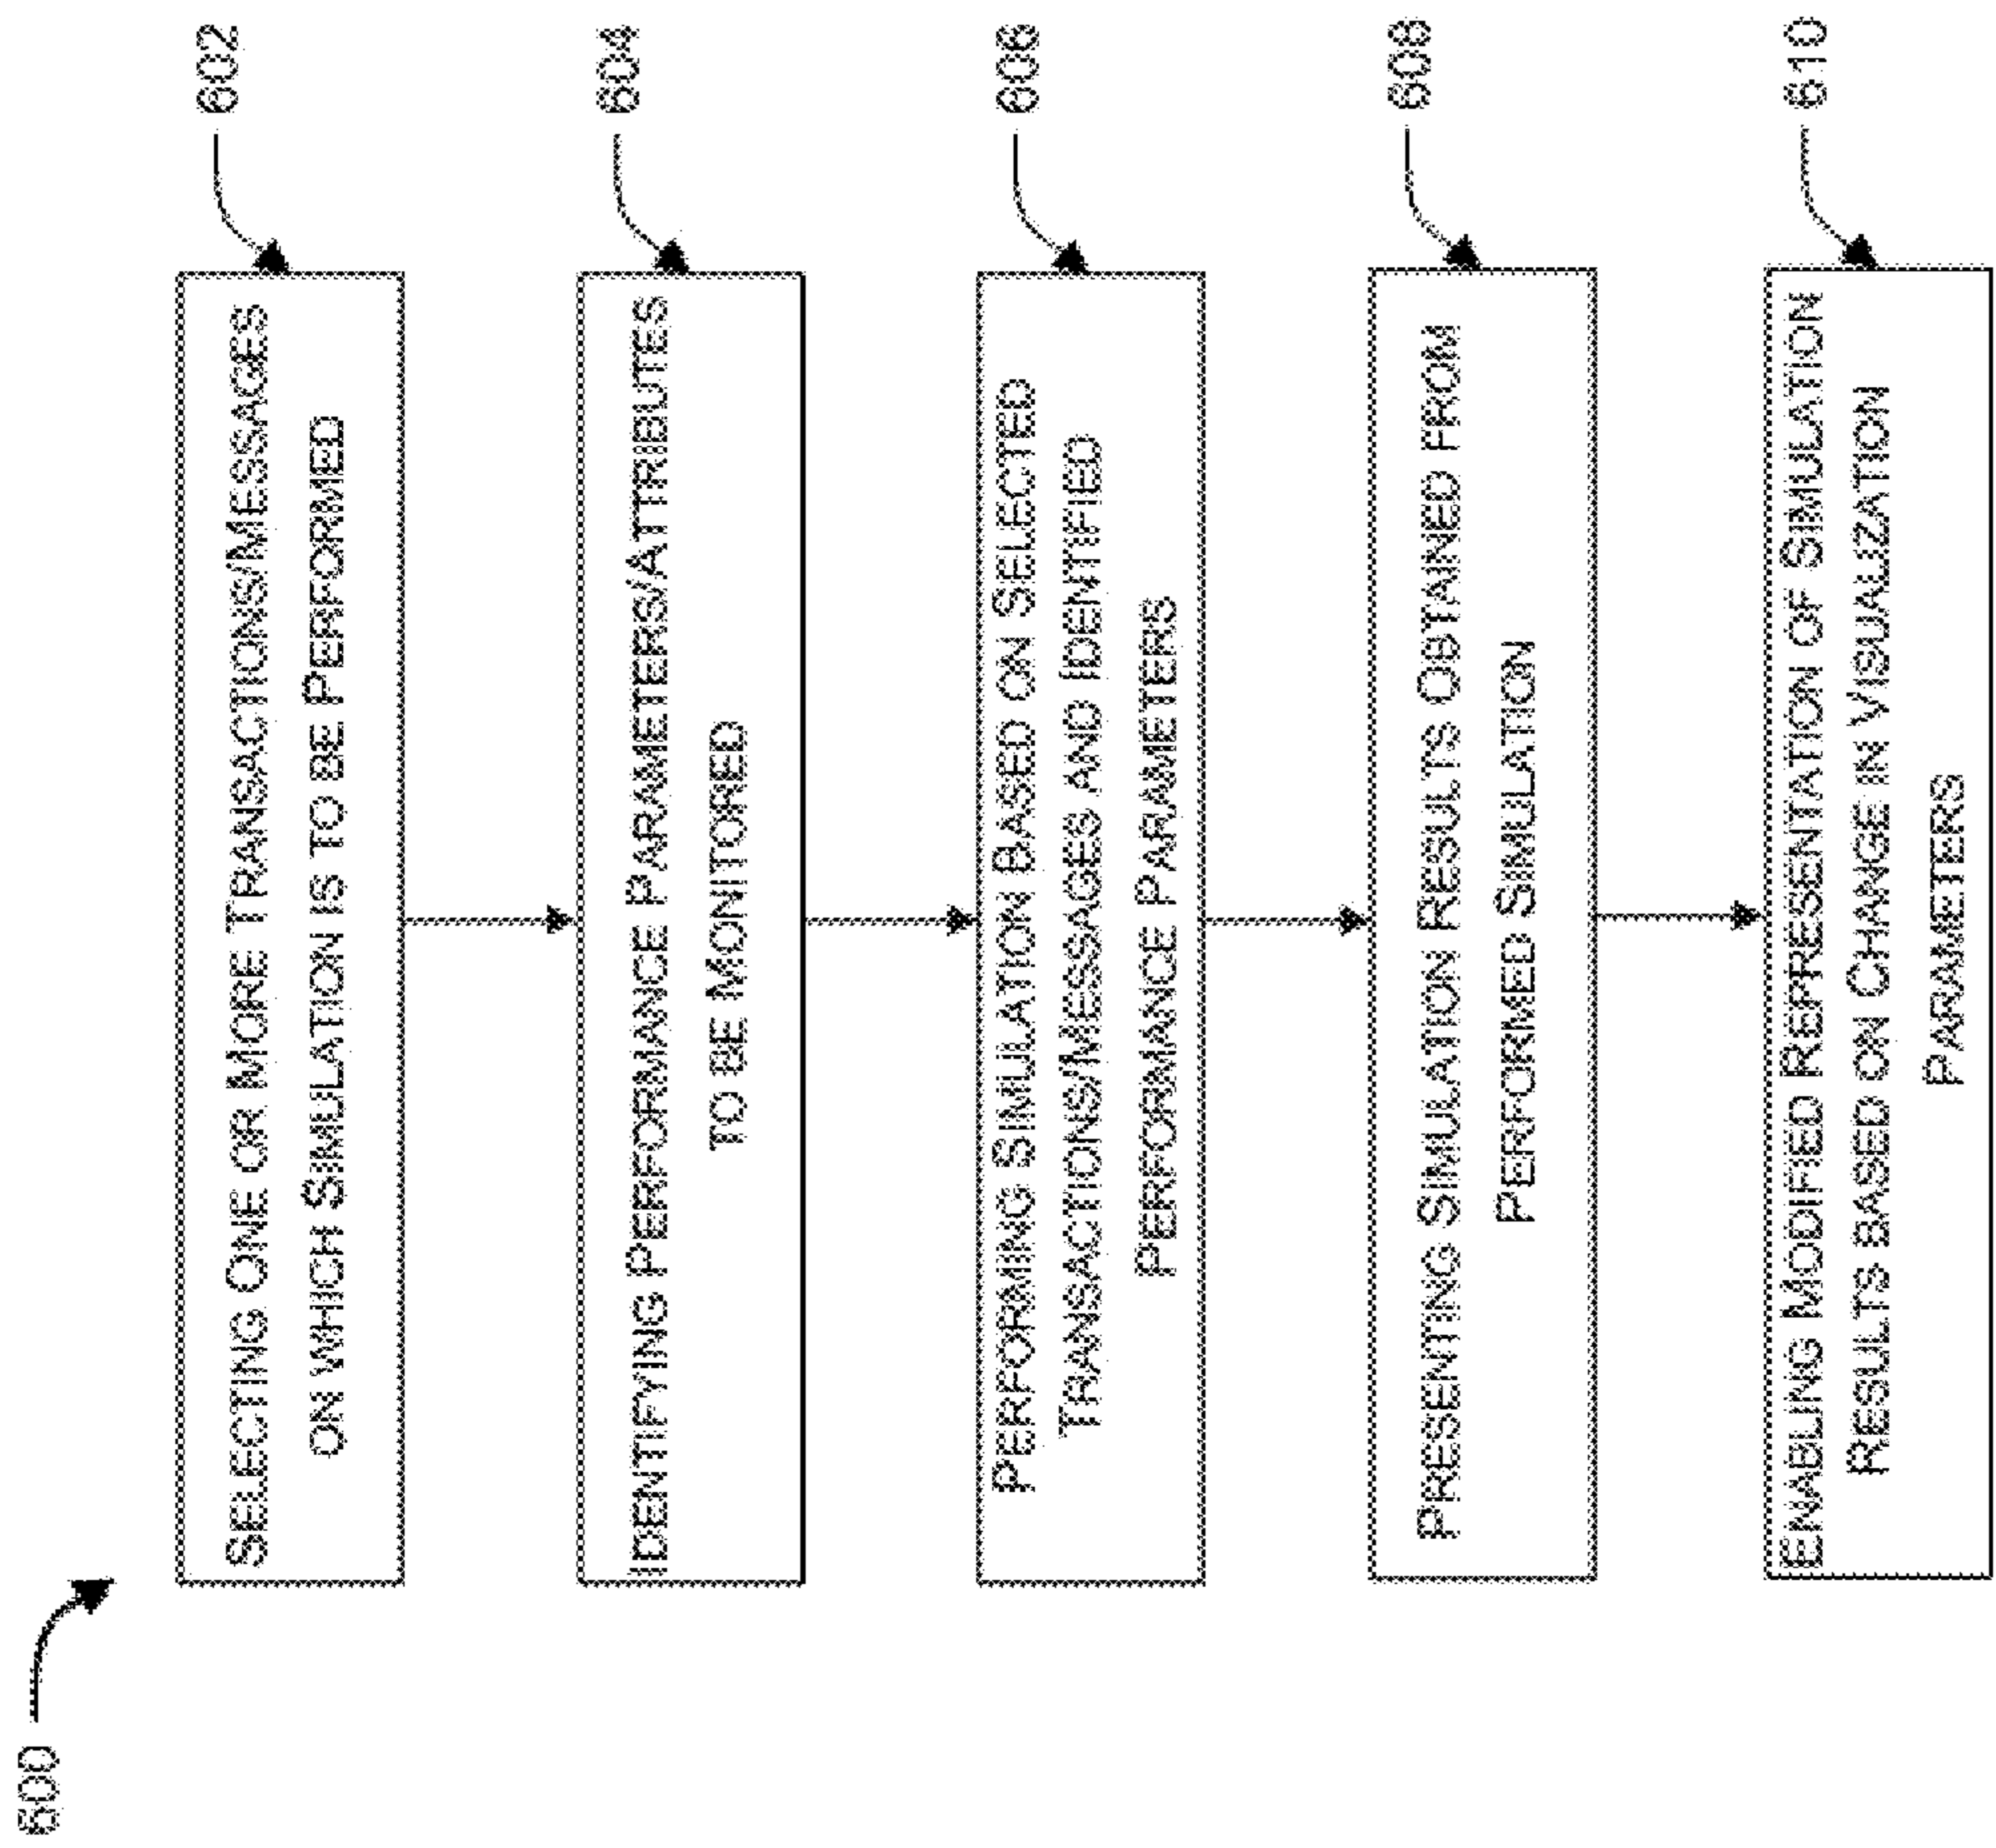 600
SELECTING ONE OR MORE TRANSACTIONS/MESSAGES
ON WHICH SIMULATION IS TO BE PERFORMED
602
IDENTIFYING PERFORMANCE PARAMETERS/ATTRIBUTES
TO BE MONITORED
604
PERFORMING SIMULATION BASED ON SELECTED
TRANSACTIONS/MESSAGES AND IDENTIFIED
PERFORMANCE PARAMETERS
606
PRESENTING SIMULATION RESULTS OBTAINED FROM
PERFORMED SIMULATION
608
ENABLING MODIFIED REPRESENTATION OF SIMULATION
RESULTS BASED ON CHANGE IN VISUALIZATION
PARAMETERS
610